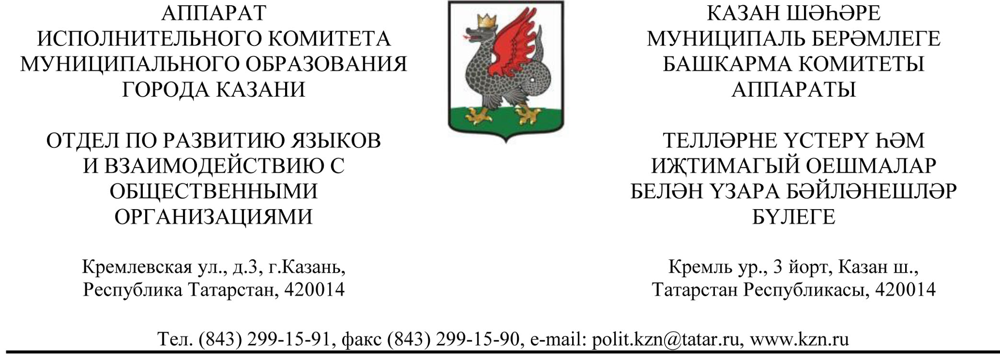 АППАРАТ
ИСПОЛНИТЕЛЬНОГО КОМИТЕТА
МУНИЦИПАЛЬНОГО ОБРАЗОВАНИЯ
ГОРОДА КАЗАНИ
ОТДЕЛ ПО РАЗВИТИЮ ЯЗЫКОВ
И ВЗАИМОДЕЙСТВИЮ С
ОБЩЕСТВЕННЫМИ
ОРГАНИЗАЦИЯМИ
Кремлевская ул., д.3, г.Казань,
Республика Татарстан, 420014
КАЗАН ШӘҺӘРЕ
МУНИЦИПАЛЬ БЕРӘМЛЕГЕ
БАШКАРМА КОМИТЕТЫ
АППАРАТЫ
ТЕЛЛӘРНЕ ҮСТЕРҮ ҺӘМ
ИҖТИМАГЫЙ ОЕШМАЛАР
БЕЛӘН ҮЗАРА БӘЙЛӘНЕШЛӘР
БҮЛЕГЕ
Кремль ур., 3 йорт, Казан ш.,
Татарстан Республикасы, 420014
Тел. (843) 299-15-91, факс (843) 299-15-90, e-mail: polit.kzn@tatar.ru, www.kzn.ru